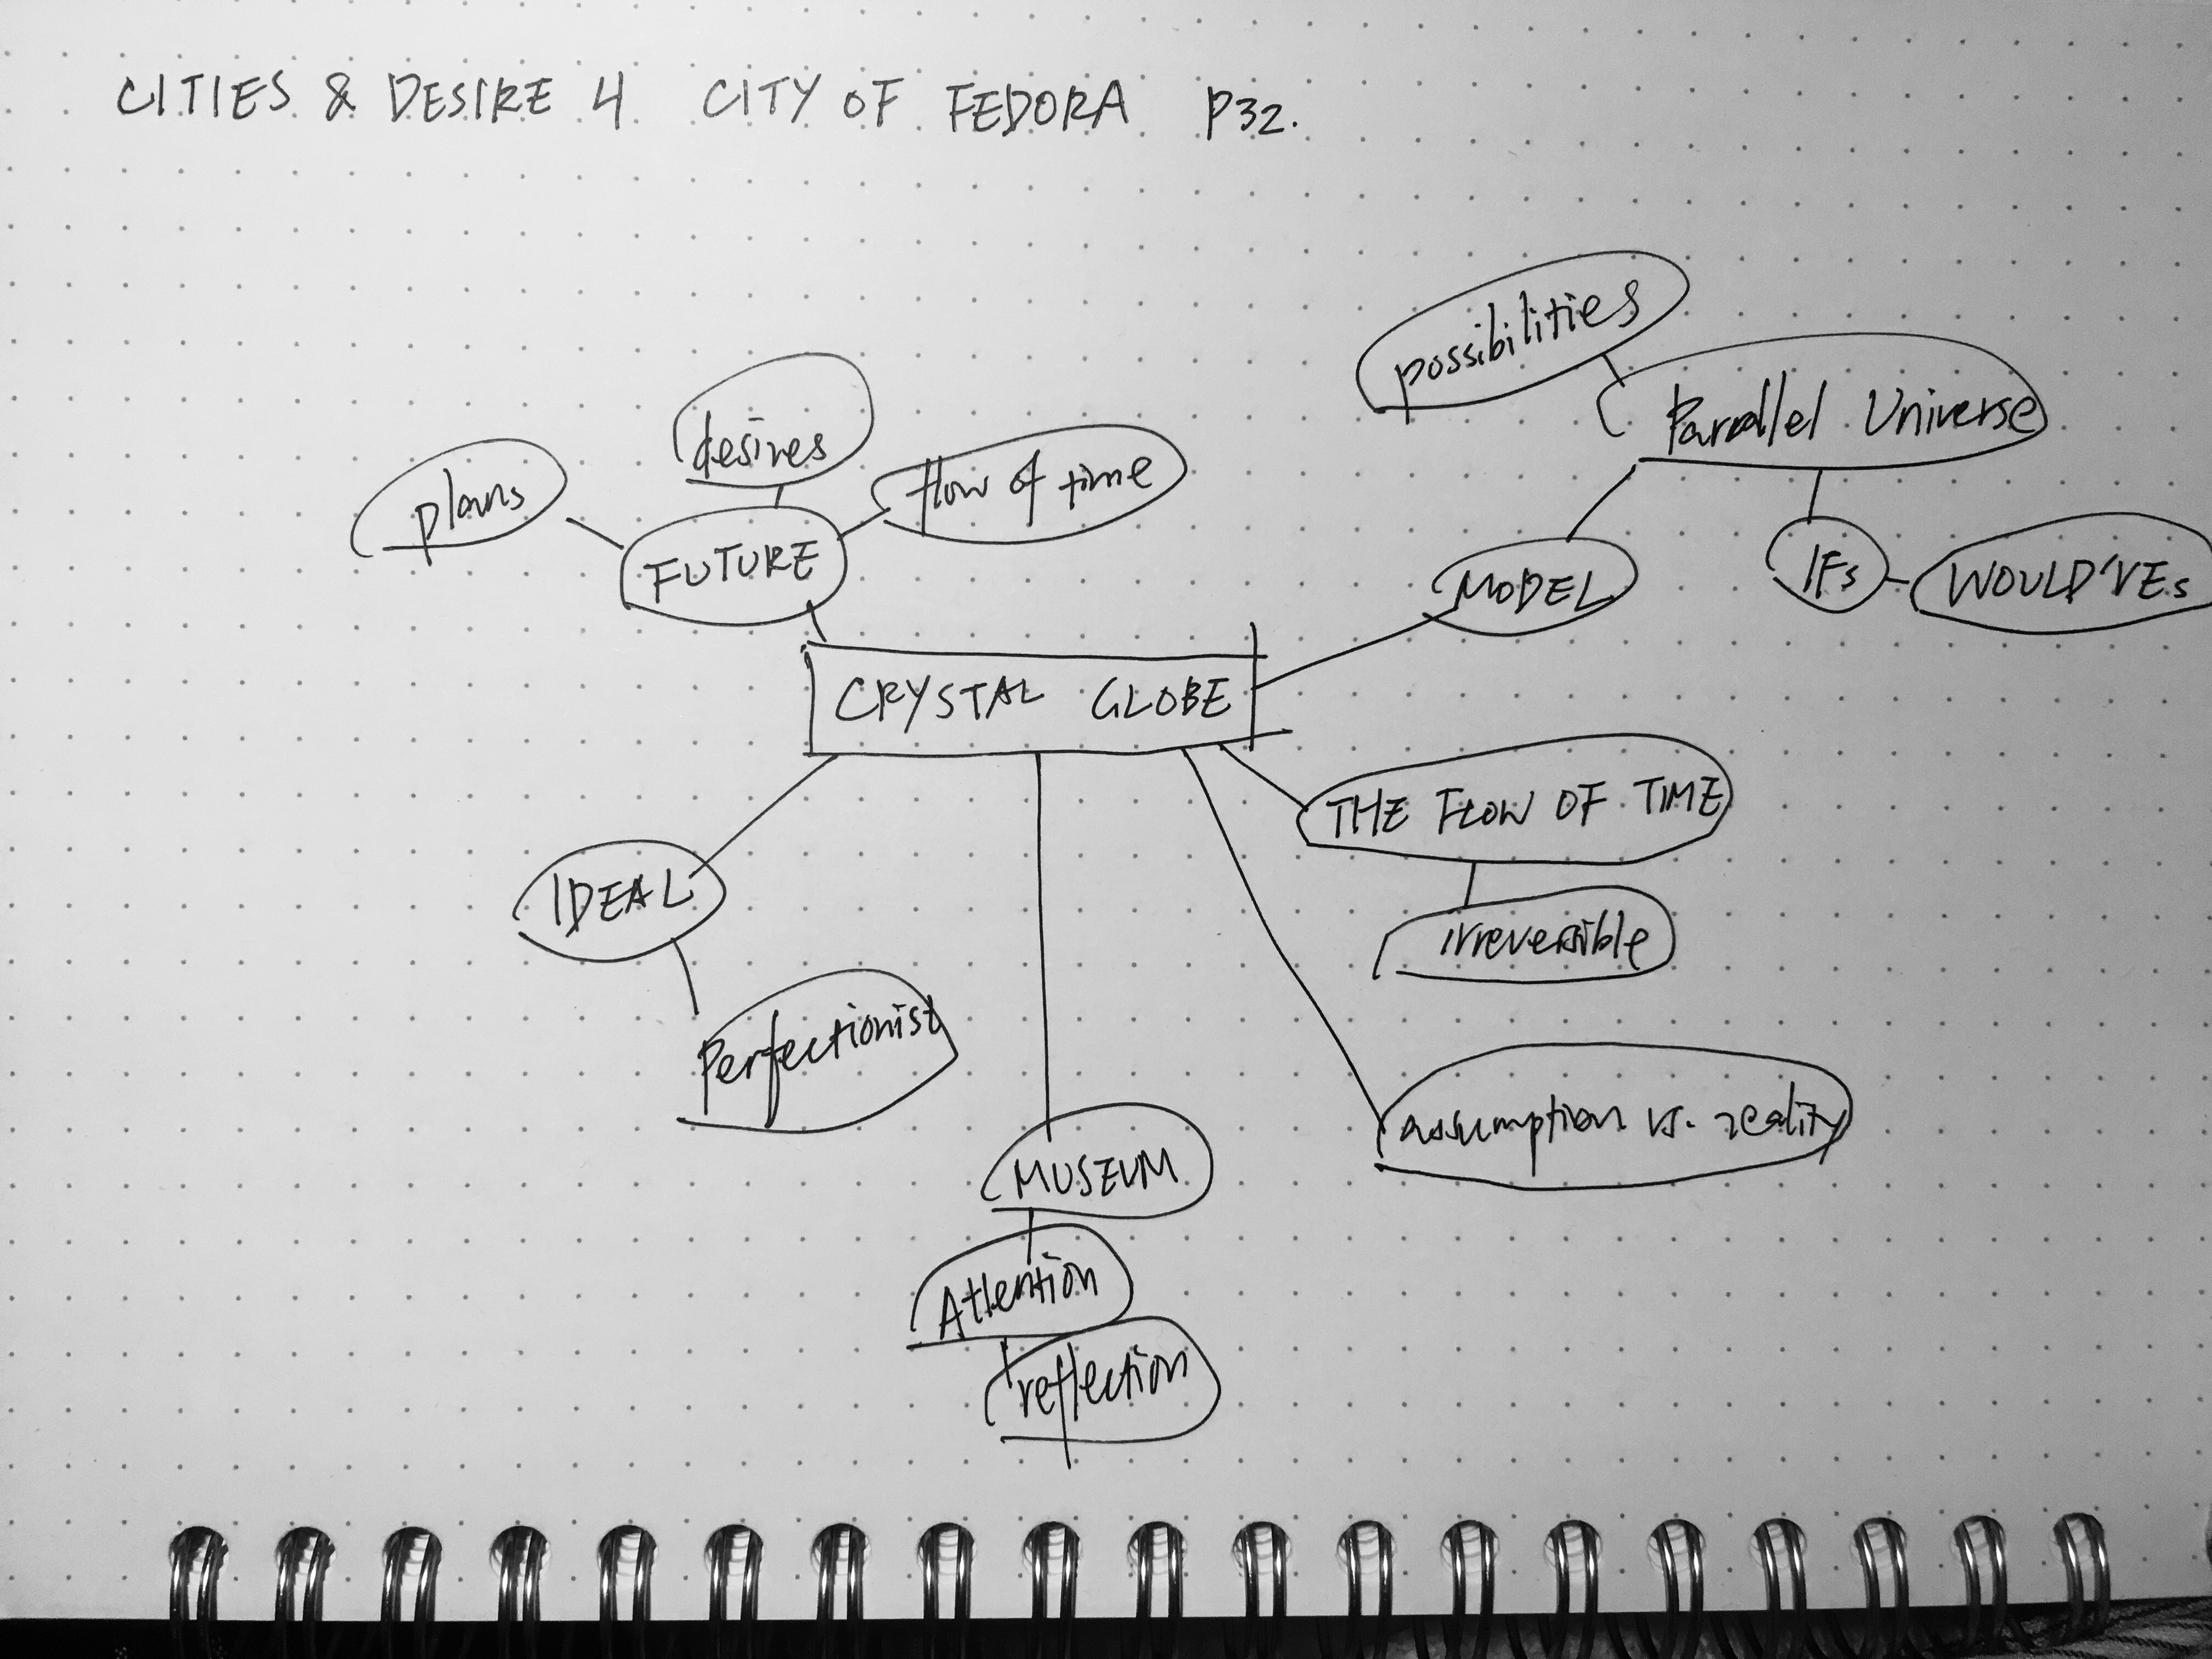 CITIES & DESIRE 4 CITY OF FEDORA P32.
possibilities
Parallel Universe
desires
flow of time
plans
FUTURE
MODEL
IFs
WOULD'VEs
CRYSTAL GLOBE
THE FLOW OF TIME
IDEAL
irreversible
Perfectionist
assumption vs. reality
MUSEUM
Attention
reflection